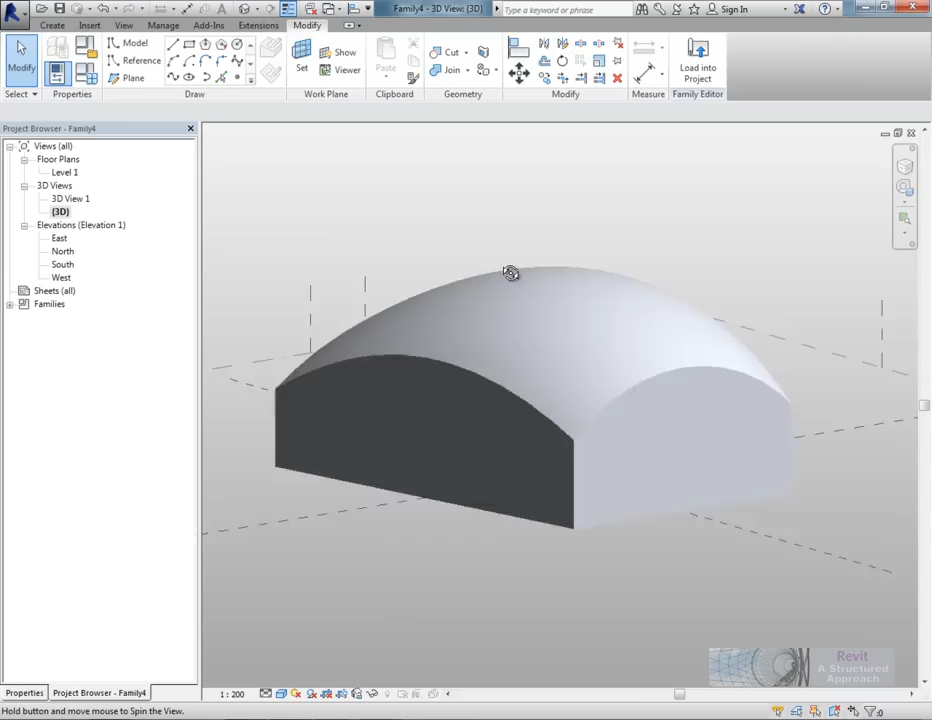 Family4 - 3D View: {3D}
Type a keyword or phrase
Sign In
Create Insert View Manage Add-Ins Extensions Modify
Modify
Select
Properties
Model
Reference
Plane
Draw
Set
Show
Viewer
Work Plane
Paste
Clipboard
Cut
Join
Geometry
Modify
Measure
Load into
Project
Family Editor
Project Browser - Family4
Views (all)
Floor Plans
Level 1
3D Views
3D View 1
{3D}
Elevations (Elevation 1)
East
North
South
West
Sheets (all)
Families
Revit
A Structured
Approach
Properties
Project Browser - Family4
1 : 200
Hold button and move mouse to Spin the View.
:0